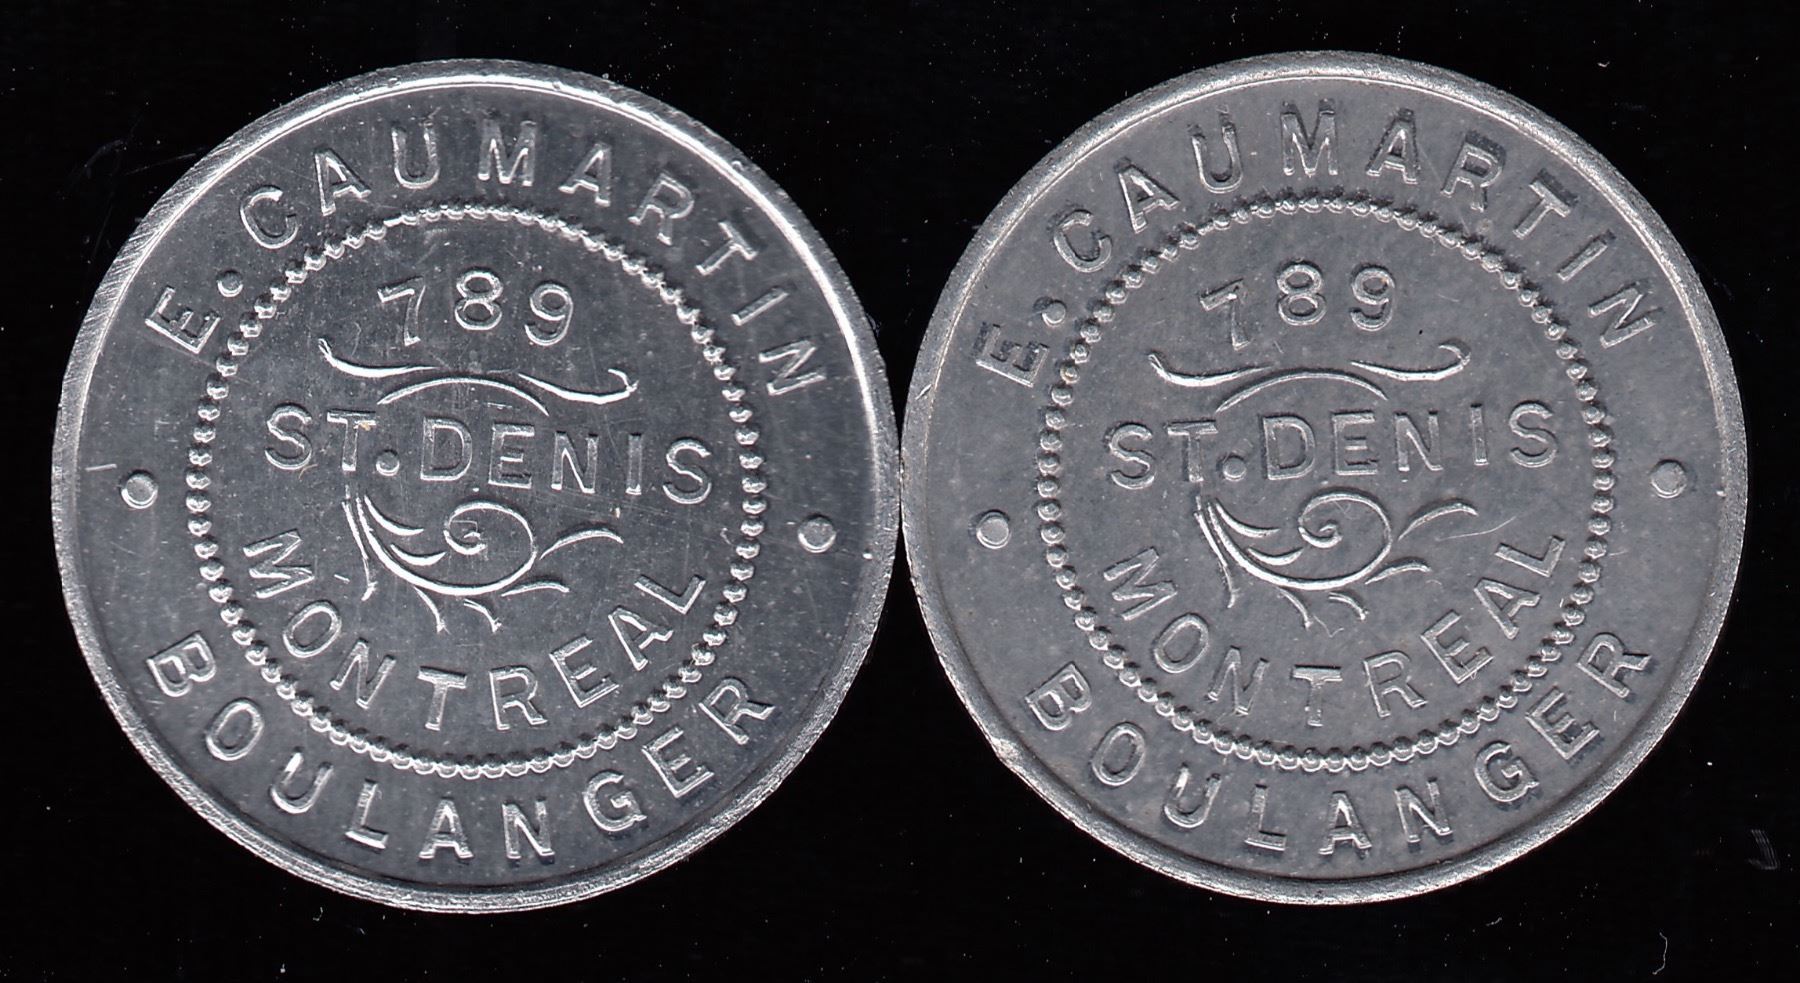 E. CAUMARTIN
789
ST. DENIS
MONTREAL
BOULANGER
E. CAUMARTIN
789
ST. DENIS
MONTREAL
BOULANGER